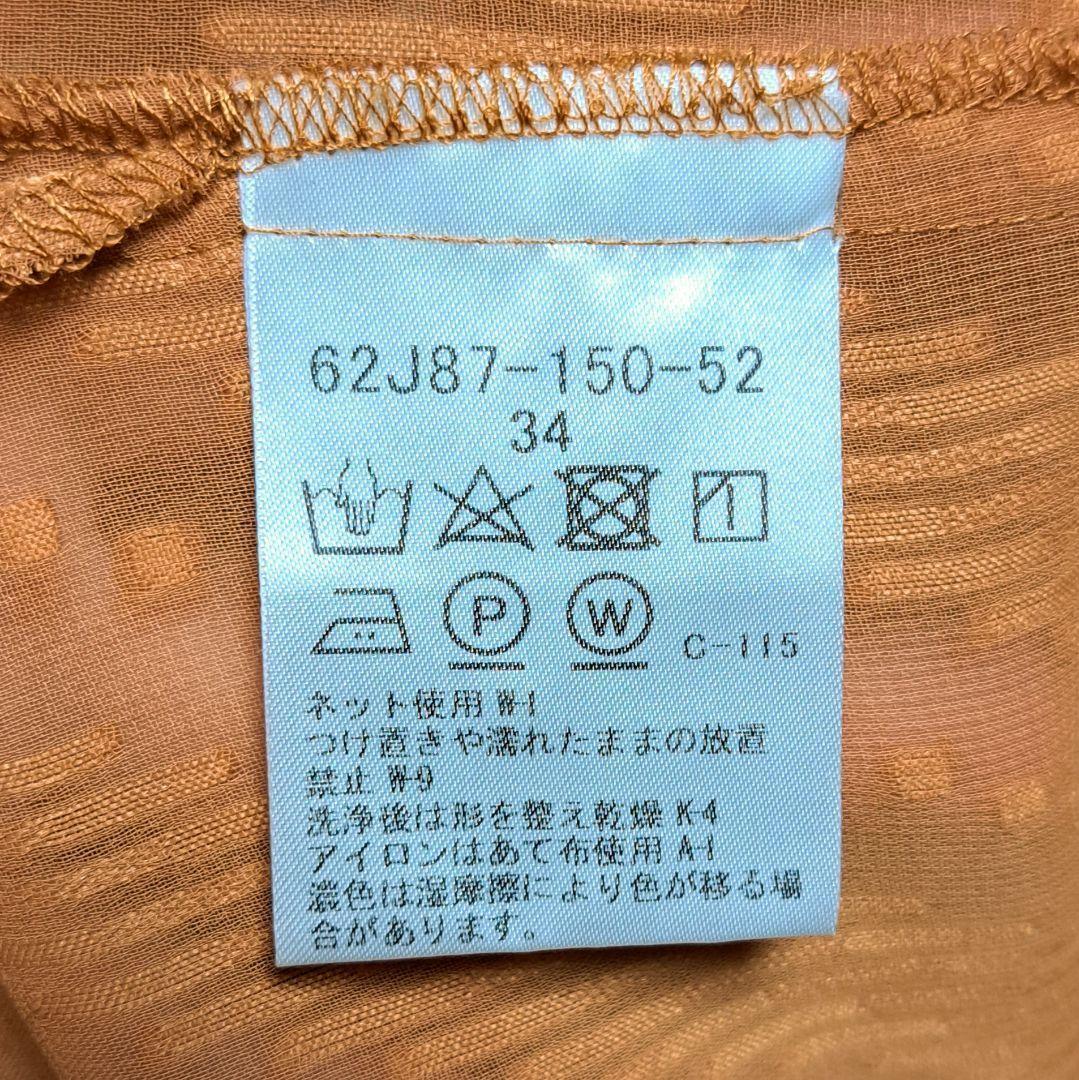 62J87-150-52
34
P W C-115
ネット使用 W-1
つけ置きや濡れたままの放置
禁止 W-9
洗浄後は形を整え乾燥 K-4
アイロンはあて布使用 A-1
濃色は湿摩擦により色が移る場
合があります。